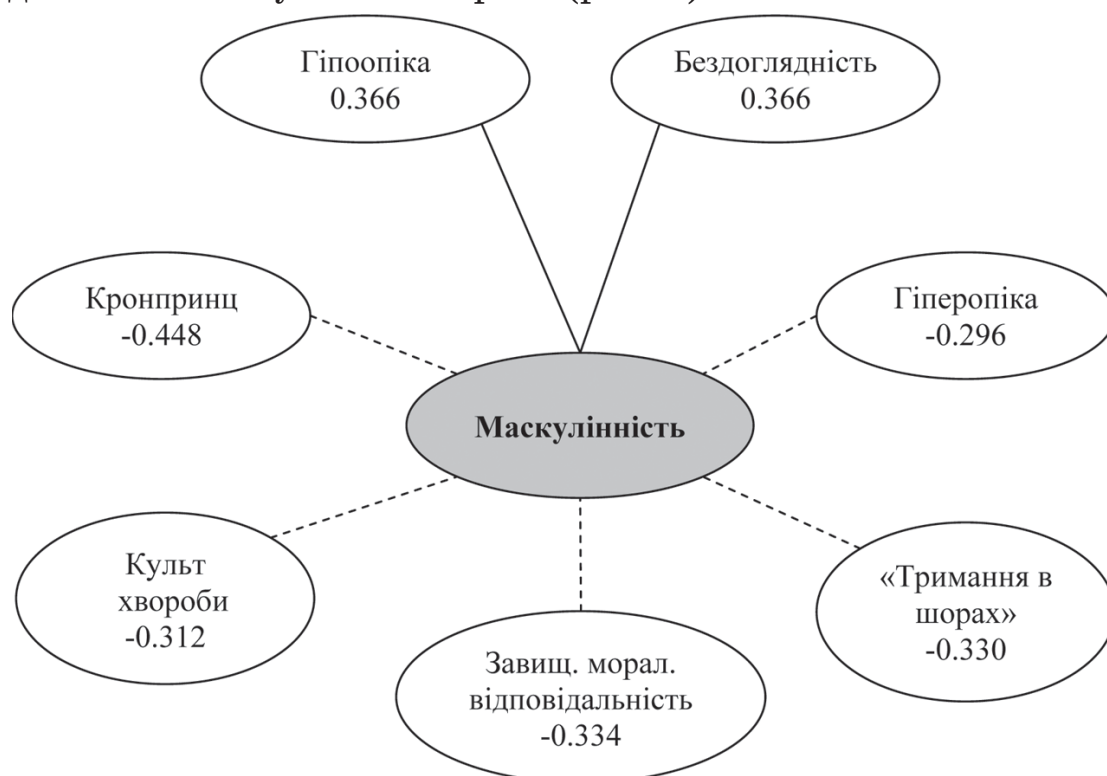 Гіпоопіка
0.366
Бездоглядність
0.366
Кронпринц
-0.448
Гіперопіка
-0.296
Маскулінність
Культ
хвороби
-0.312
«Тримання в
шорах»
-0.330
Завищ. морал.
відповідальність
-0.334